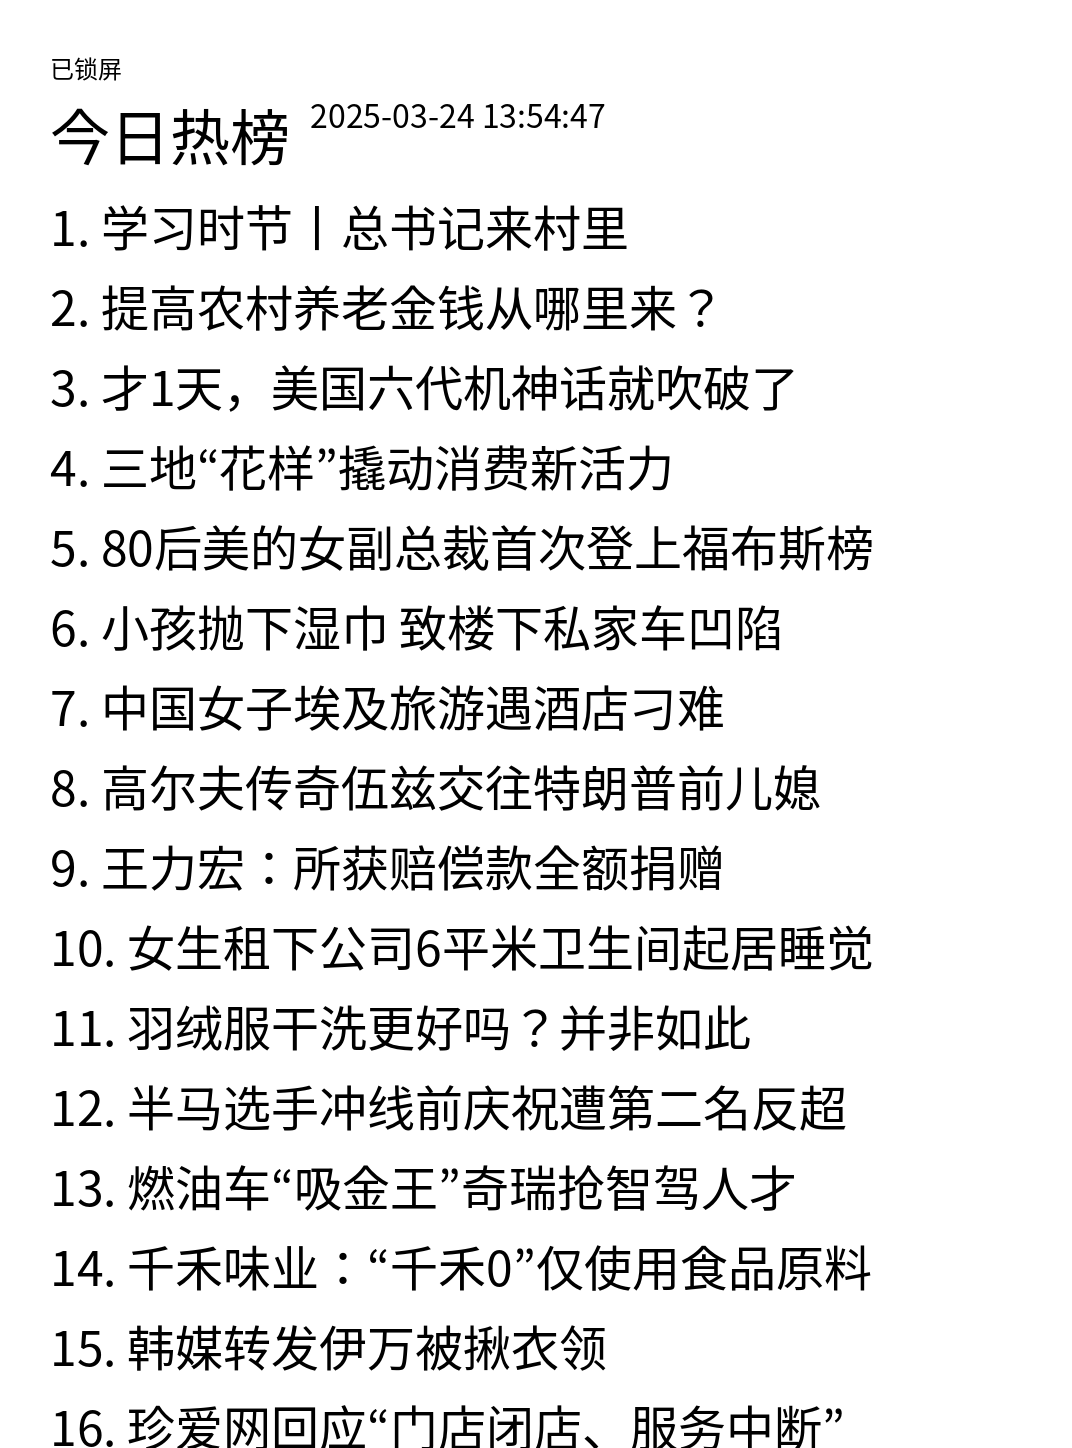 已锁屏
今日热榜 2025-03-24 13:54:47
1. 学习时节丨总书记来村里
2. 提高农村养老金钱从哪里来？
3. 才1天，美国六代机神话就吹破了
4. 三地“花样”撬动消费新活力
5. 80后美的女副总裁首次登上福布斯榜
6. 小孩抛下湿巾 致楼下私家车凹陷
7. 中国女子埃及旅游遇酒店刁难
8. 高尔夫传奇伍兹交往特朗普前儿媳
9. 王力宏：所获赔偿款全额捐赠
10. 女生租下公司6平米卫生间起居睡觉
11. 羽绒服干洗更好吗？并非如此
12. 半马选手冲线前庆祝遭第二名反超
13. 燃油车“吸金王”奇瑞抢智驾人才
14. 千禾味业：“千禾0”仅使用食品原料
15. 韩媒转发伊万被揪衣领
16. 珍爱网回应“门店闭店、服务中断”